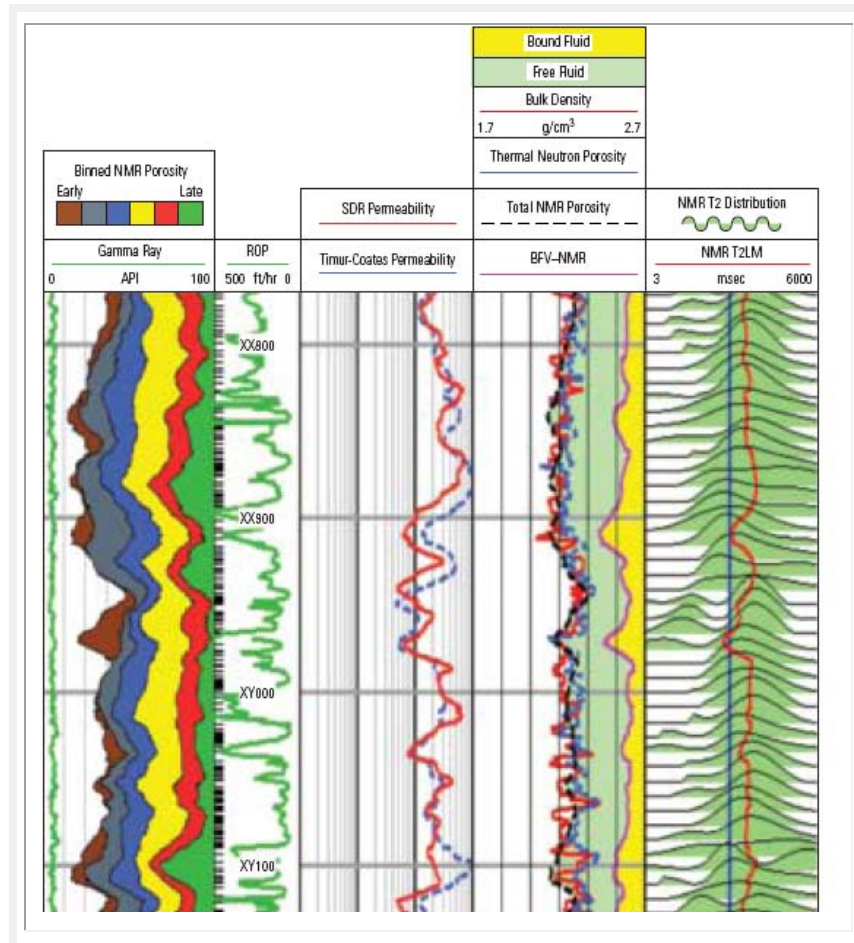 Bound Fluid
Free Fluid
Bulk Density
1.7 g/cm³ 2.7
Binned NMR Porosity
Early Late
Thermal Neutron Porosity
SDR Permeability
Total NMR Porosity
NMR T2 Distribution
Gamma Ray
0 API 100
ROP
500 ft/hr 0
Timur-Coates Permeability
BFV–NMR
NMR T2LM
3 msec 6000
XX800
XX900
XY000
XY100